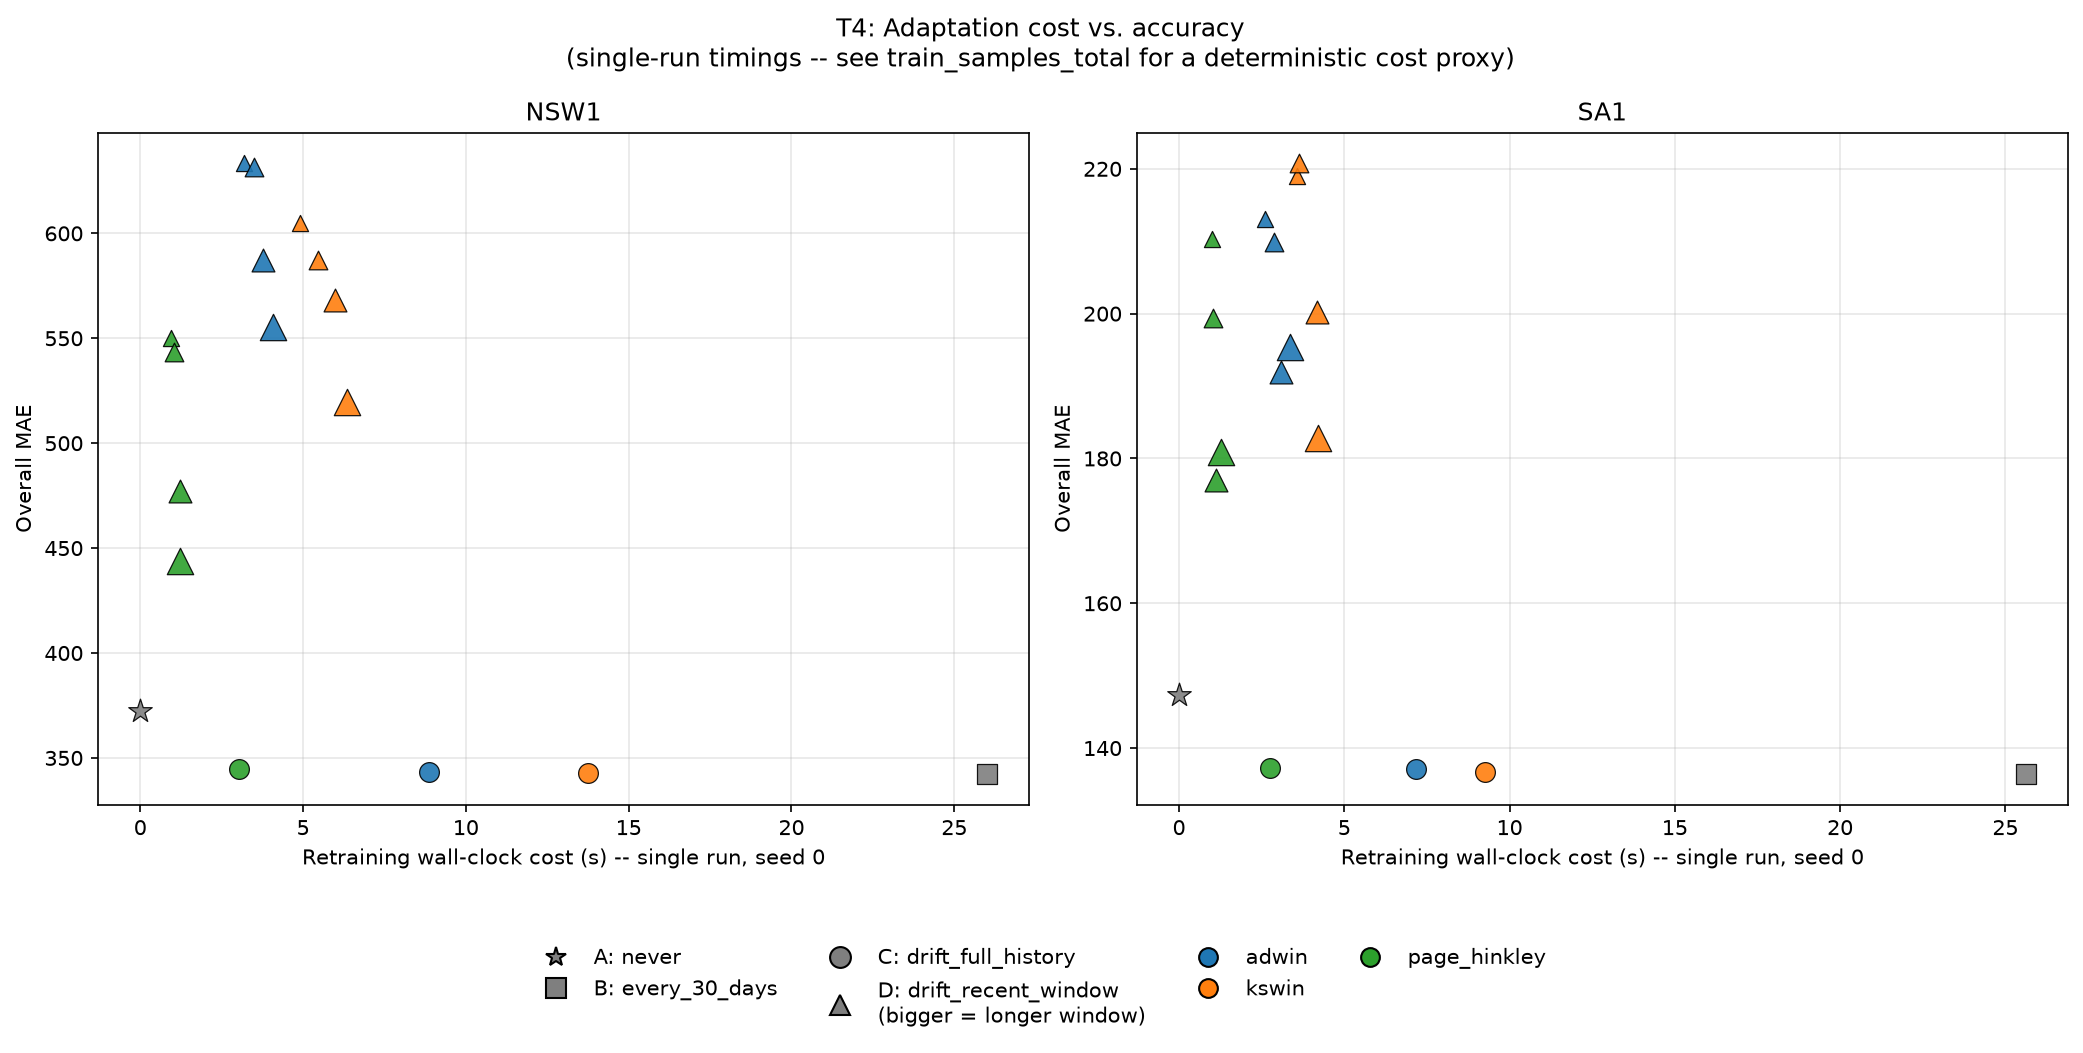 T4: Adaptation cost vs. accuracy
(single-run timings -- see train_samples_total for a deterministic cost proxy)
NSW1
Overall MAE
600
550
500
450
400
350
0 5 10 15 20 25
Retraining wall-clock cost (s) -- single run, seed 0
SA1
Overall MAE
220
200
180
160
140
0 5 10 15 20 25
Retraining wall-clock cost (s) -- single run, seed 0
A: never
B: every_30_days
C: drift_full_history
D: drift_recent_window
(bigger = longer window)
adwin
kswin
page_hinkley